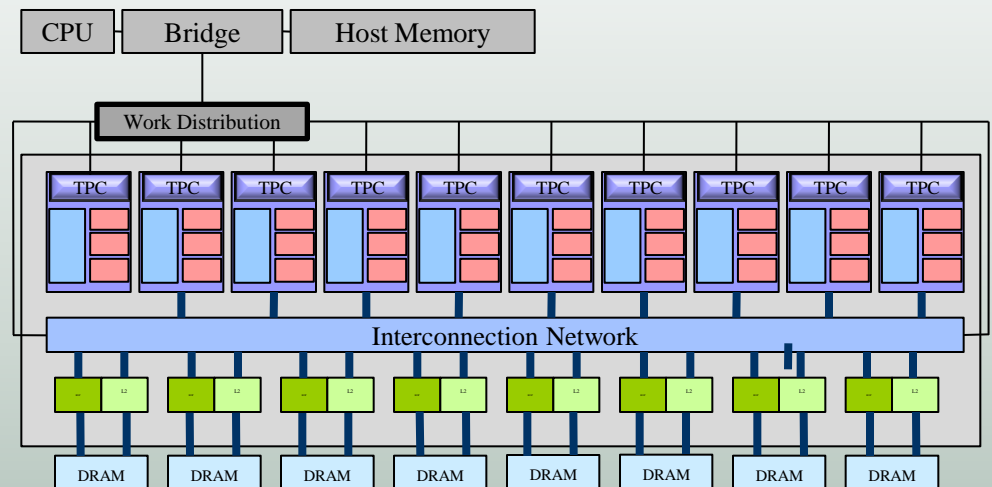 CPU
Bridge
Host Memory
Work Distribution
TPC
TPC
TPC
TPC
TPC
TPC
TPC
TPC
TPC
TPC
Interconnection Network
L2
L2
L2
L2
L2
L2
L2
L2
DRAM
DRAM
DRAM
DRAM
DRAM
DRAM
DRAM
DRAM